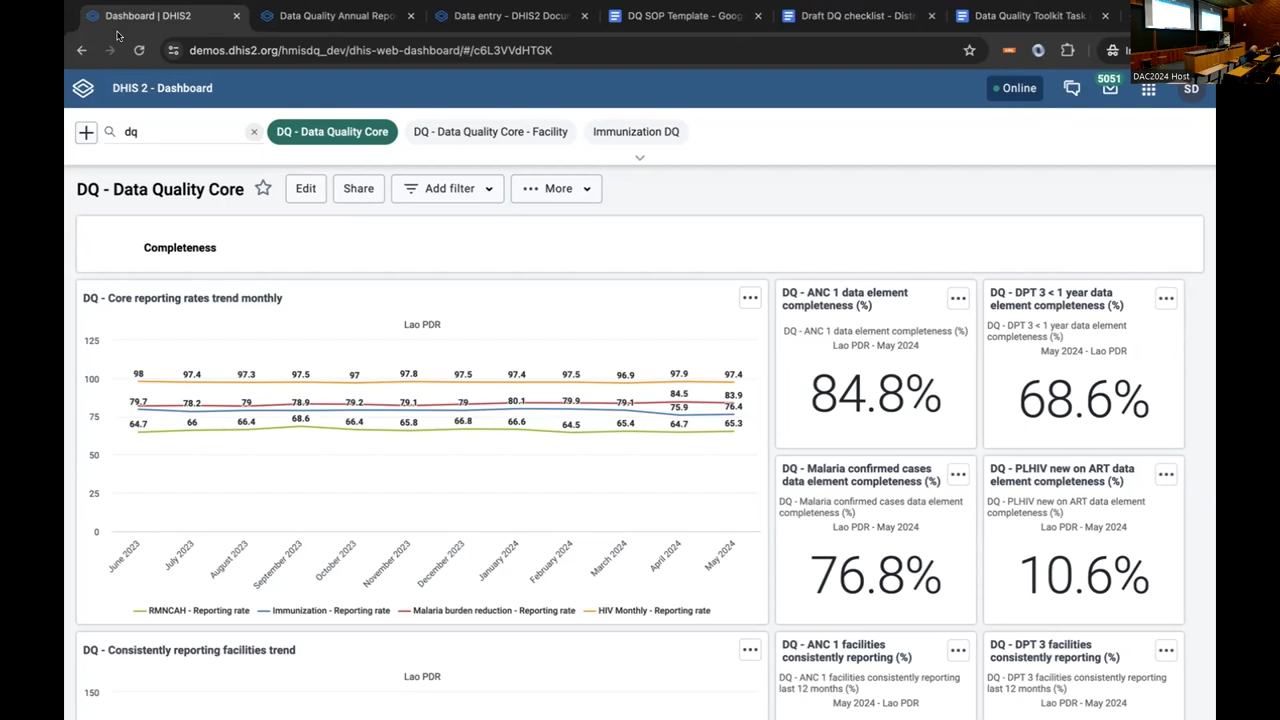 Dashboard | DHIS2
Data Quality Annual Repo
Data entry – DHIS2 Docu
DQ SOP Template – Goog
Draft DQ checklist – Dist
Data Quality Toolkit Task
demos.dhis2.org/hmisdq_dev/dhis-web-dashboard/#/c6L3VVdHTGK
DAC2024 Host
DHIS 2 - Dashboard
Online
5051
SD
dq
DQ - Data Quality Core
DQ - Data Quality Core - Facility
Immunization DQ
DQ - Data Quality Core
Edit
Share
Add filter
More
Completeness
DQ - Core reporting rates trend monthly
Lao PDR
125
100
75
50
25
0
98 97.4 97.3 97.5 97 97.8 97.5 97.4 97.5 96.9 97.9 97.4
84.5 83.9
79.7 78.2 79 78.9 79.2 79.1 79 80.1 79.9 79.1 75.9 76.4
64.7 66 66.4 68.6 66.4 65.8 66.8 66.6 64.5 65.4 64.7 65.3
June 2023
July 2023
August 2023
September 2023
October 2023
November 2023
December 2023
January 2024
February 2024
March 2024
April 2024
May 2024
RMNCAH - Reporting rate
Immunization - Reporting rate
Malaria burden reduction - Reporting rate
HIV Monthly - Reporting rate
DQ - ANC 1 data element
completeness (%)
DQ - ANC 1 data element completeness (%)
Lao PDR - May 2024
84.8%
DQ - DPT 3 < 1 year data
element completeness (%)
DQ - DPT 3 < 1 year data element
completeness (%)
May 2024 - Lao PDR
68.6%
DQ - Malaria confirmed cases
data element completeness (%)
DQ - Malaria confirmed cases data element
completeness (%)
Lao PDR - May 2024
76.8%
DQ - PLHIV new on ART data
element completeness (%)
DQ - PLHIV new on ART data element
completeness (%)
Lao PDR - May 2024
10.6%
DQ - Consistently reporting facilities trend
Lao PDR
150
DQ - ANC 1 facilities
consistently reporting (%)
DQ - ANC 1 facilities consistently reporting
last 12 months (%)
May 2024 - Lao PDR
DQ - DPT 3 facilities
consistently reporting (%)
DQ - DPT 3 facilities consistently reporting
last 12 months (%)
Lao PDR - May 2024